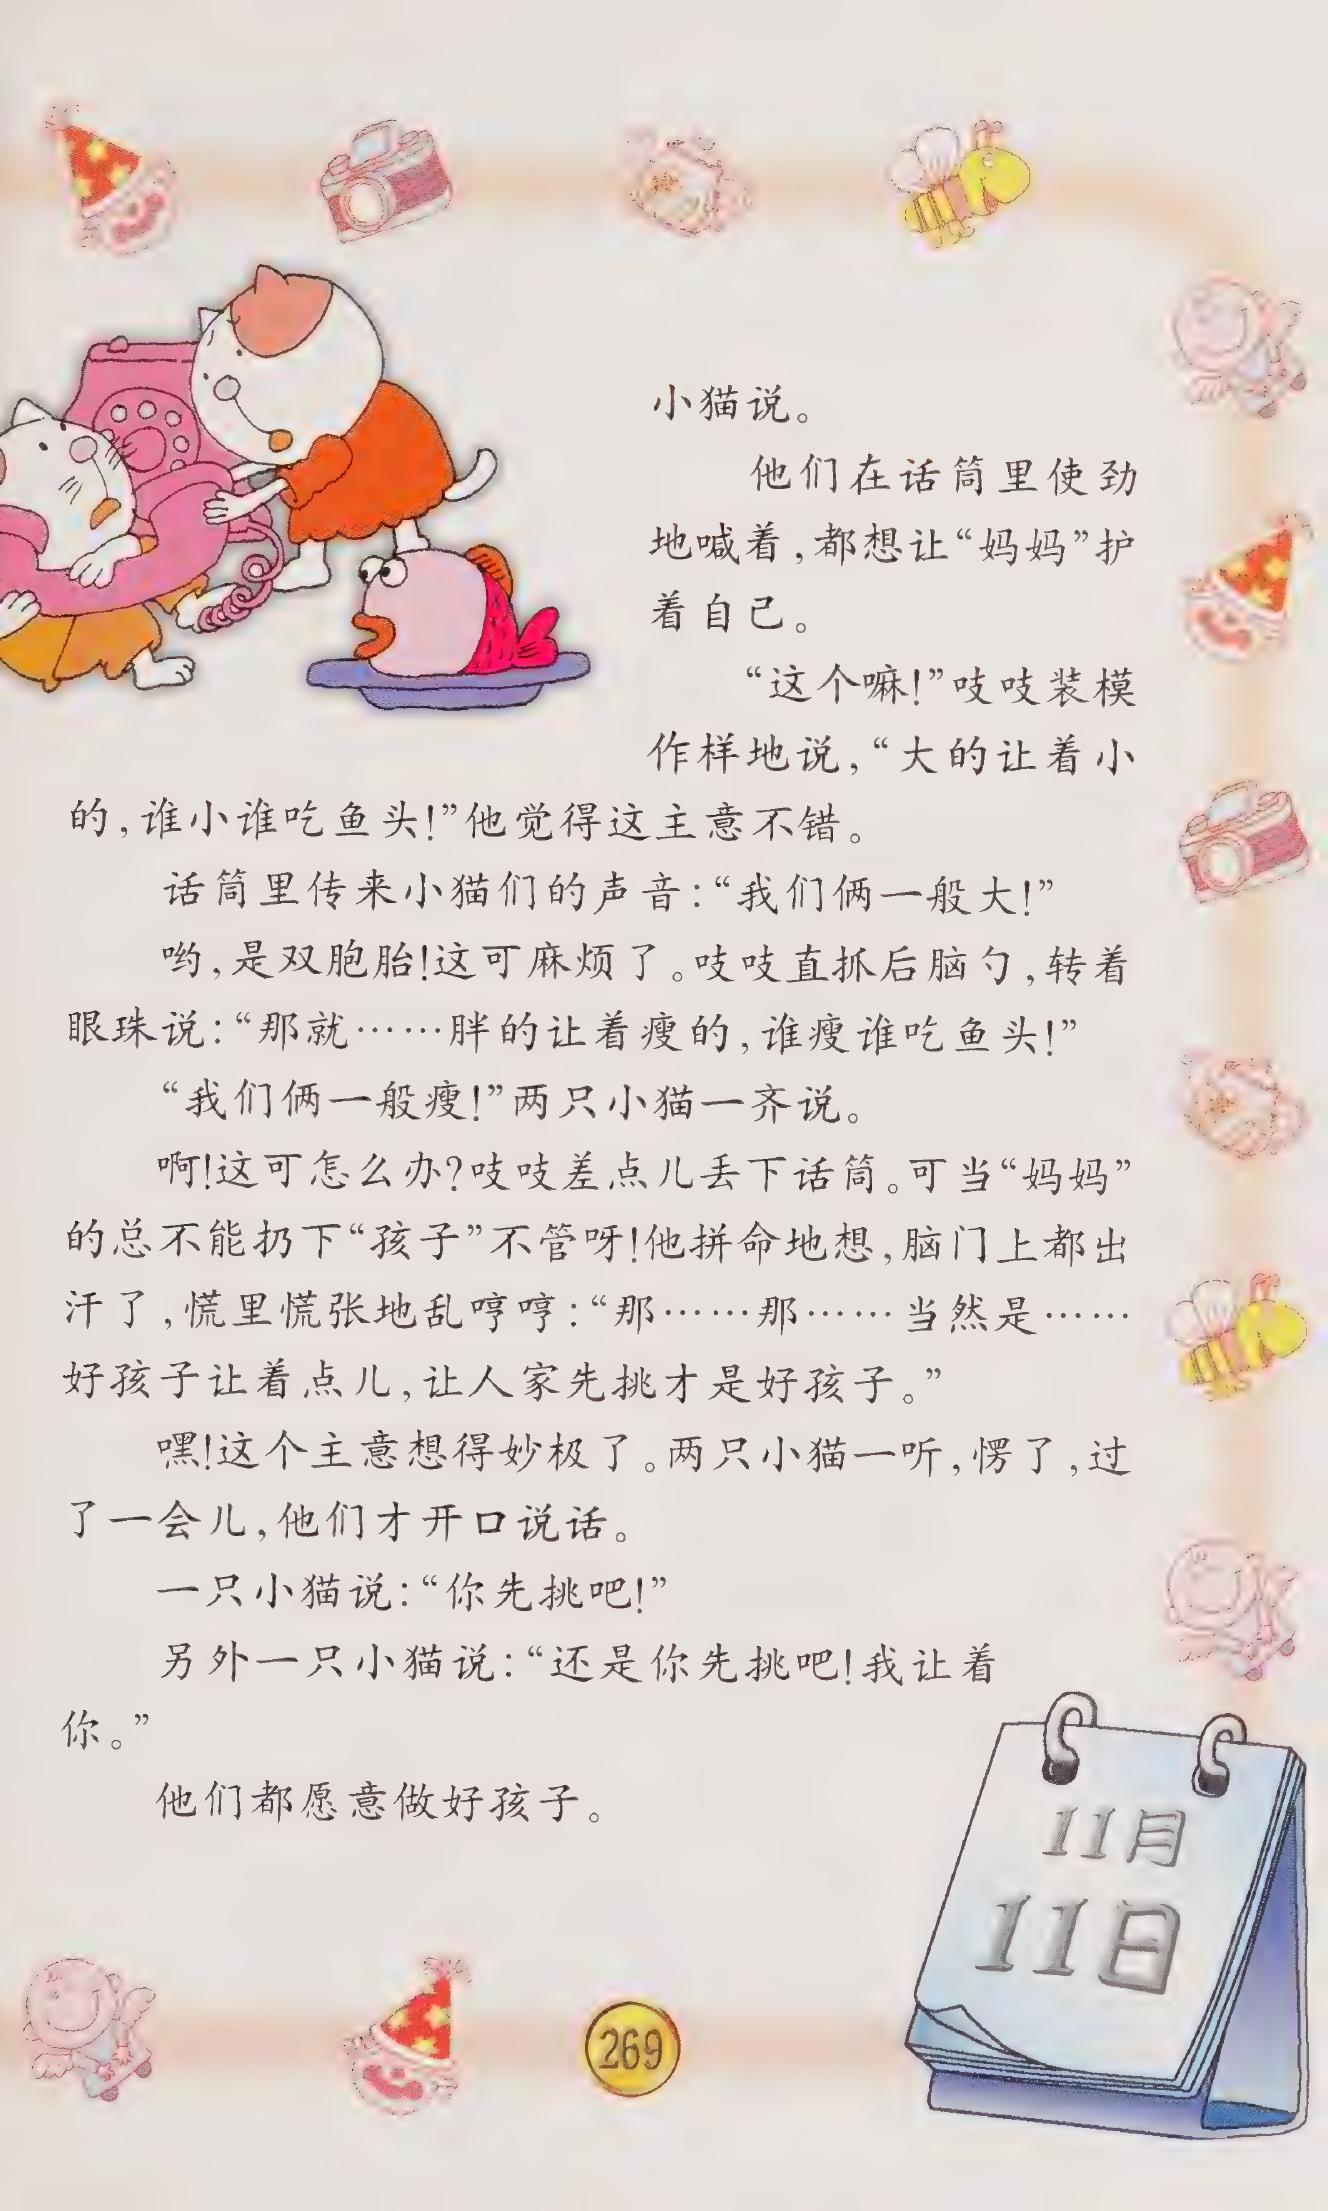 小猫说。
他们在话筒里使劲
地喊着，都想让“妈妈”护
着自己。
“这个嘛！”吱吱装模
作样地说，“大的让着小
的，谁小谁吃鱼头！”他觉得这主意不错。
话筒里传来小猫们的声音：“我们俩一般大！”
哟，是双胞胎！这可麻烦了。吱吱直抓后脑勺，转着
眼珠说：“那就……胖的让着瘦的，谁瘦谁吃鱼头！”
“我们俩一般瘦！”两只小猫一齐说。
啊！这可怎么办？吱吱差点儿丢下话筒。可当“妈妈”
的总不能扔下“孩子”不管呀！他拼命地想，脑门上都出
汗了，慌里慌张地乱哼哼：“那……那……当然是……
好孩子让着点儿，让人家先挑才是好孩子。”
嘿！这个主意想得妙极了。两只小猫一听，愣了，过
了一会儿，他们才开口说话。
一只小猫说：“你先挑吧！”
另外一只小猫说：“还是你先挑吧！我让着
你。”
他们都愿意做好孩子。
11月
11日
269